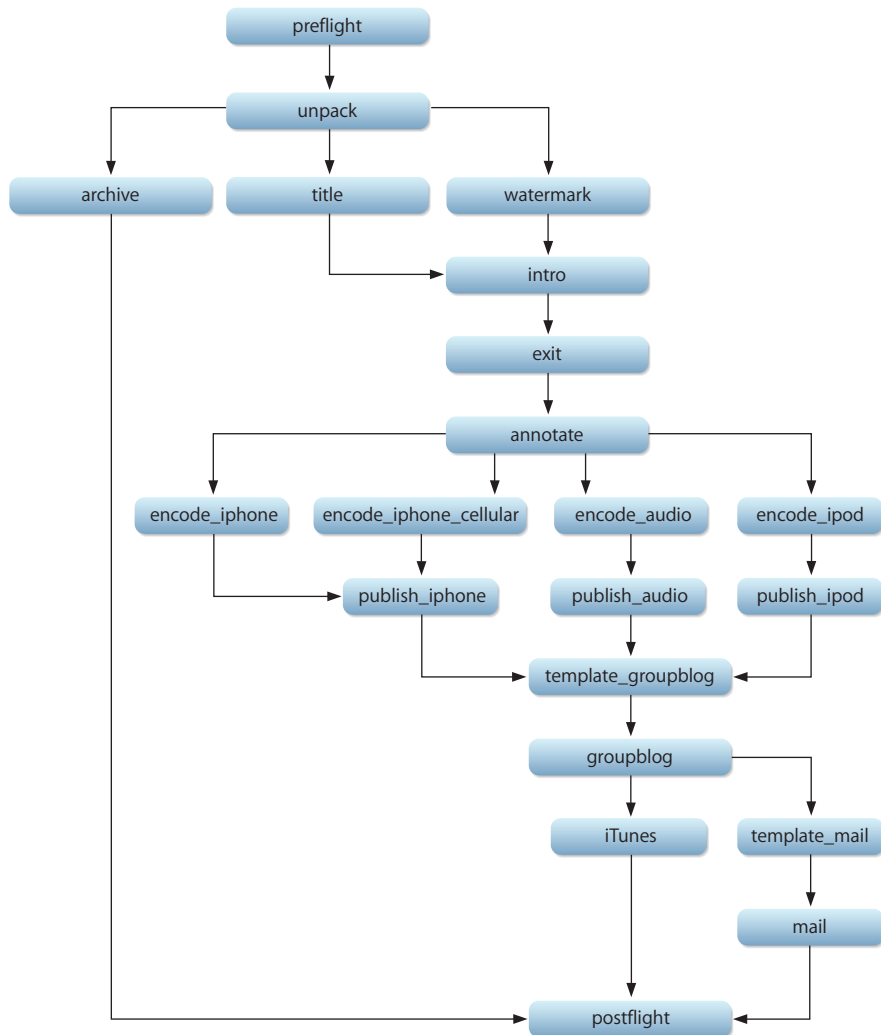 preflight
unpack
archive
title
watermark
intro
exit
annotate
encode_iphone
encode_iphone_cellular
encode_audio
encode_ipod
publish_iphone
publish_audio
publish_ipod
template_groupblog
groupblog
iTunes
template_mail
mail
postflight